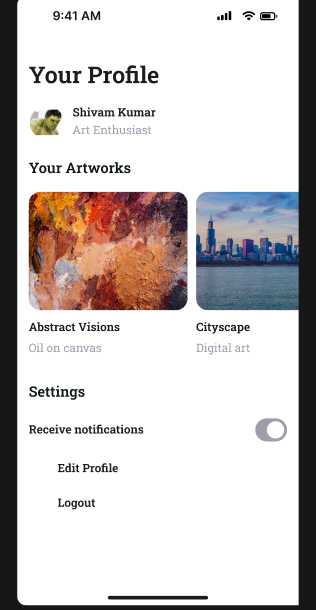 9:41 AM
Your Profile
Shivam Kumar
Art Enthusiast
Your Artworks
Abstract Visions
Cityscape
Oil on canvas
Digital art
Settings
Receive notifications
Edit Profile
Logout